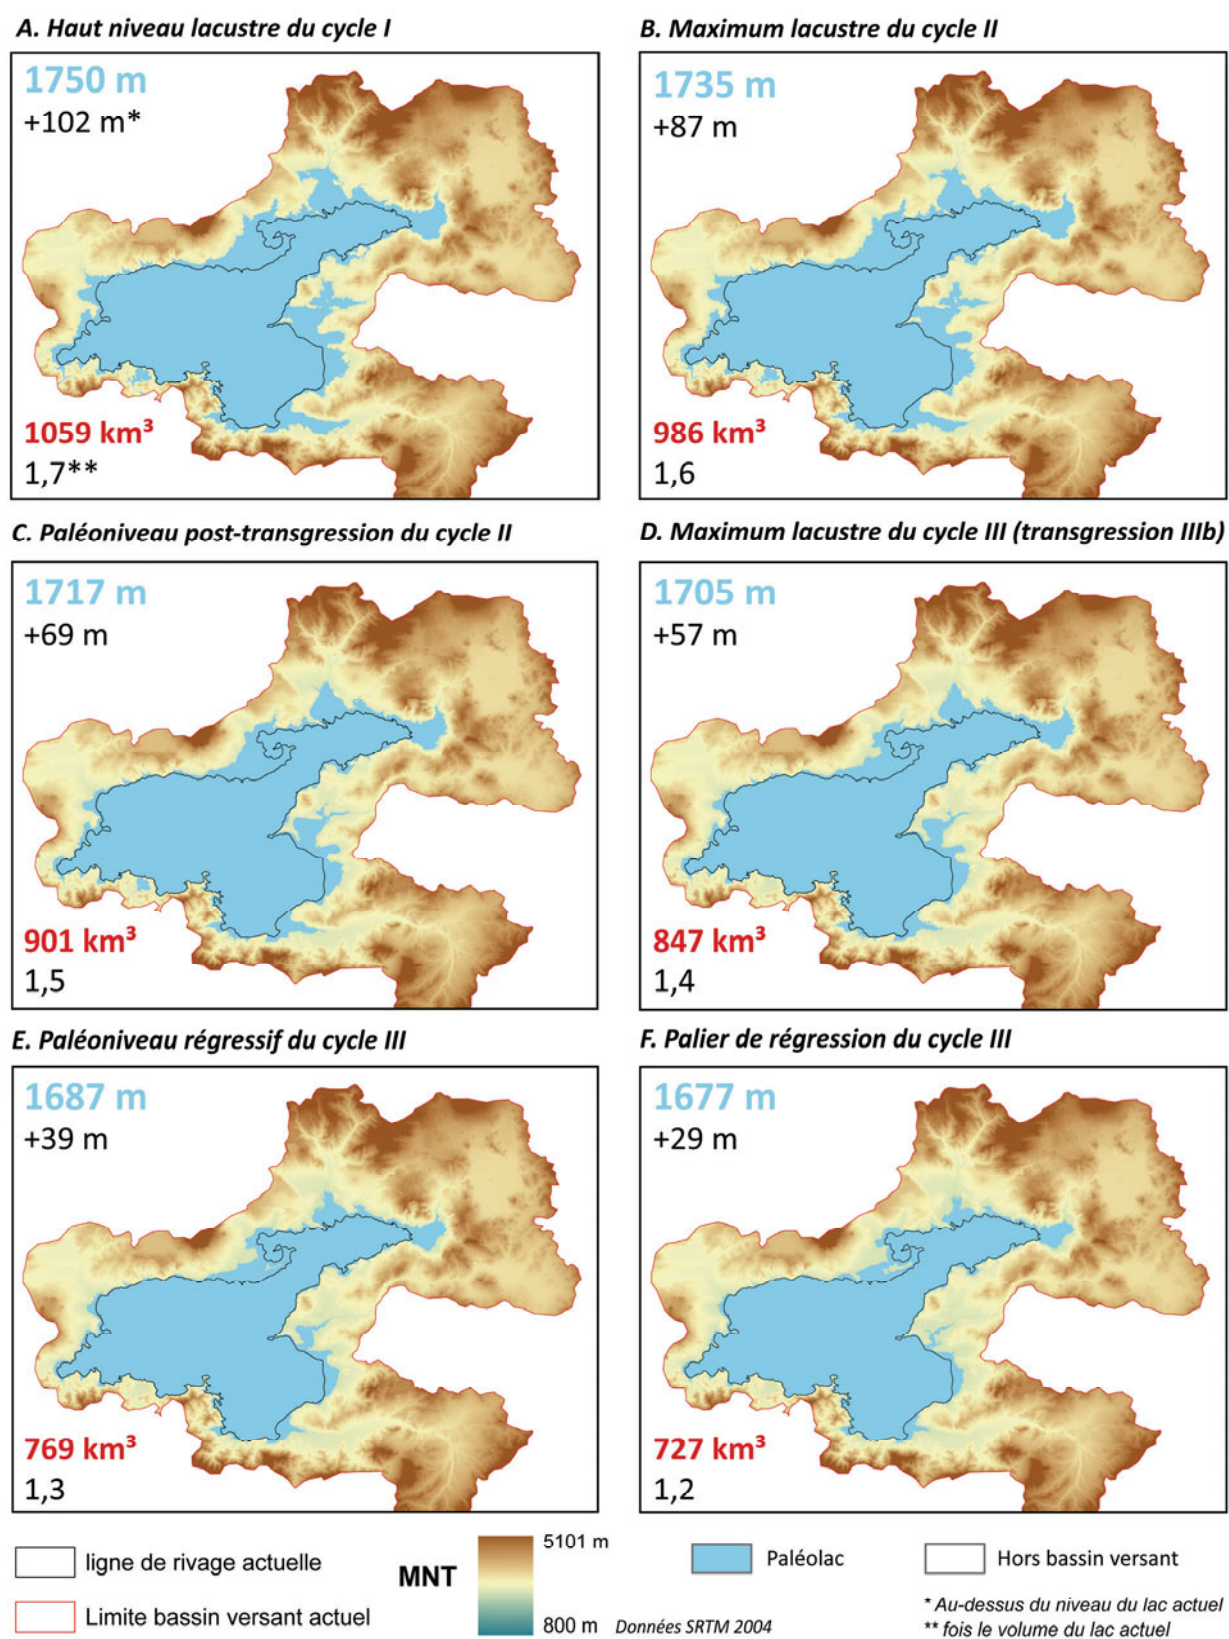 A. Haut niveau lacustre du cycle I
1750 m
+102 m*
1059 km³
1,7**
B. Maximum lacustre du cycle II
1735 m
+87 m
986 km³
1,6
C. Paléoniveau post-transgression du cycle II
1717 m
+69 m
901 km³
1,5
D. Maximum lacustre du cycle III (transgression IIIb)
1705 m
+57 m
847 km³
1,4
E. Paléoniveau régressif du cycle III
1687 m
+39 m
769 km³
1,3
F. Palier de régression du cycle III
1677 m
+29 m
727 km³
1,2
ligne de rivage actuelle
Limite bassin versant actuel
MNT
5101 m
800 m
Données SRTM 2004
Paléolac
Hors bassin versant
* Au-dessus du niveau du lac actuel
** fois le volume du lac actuel